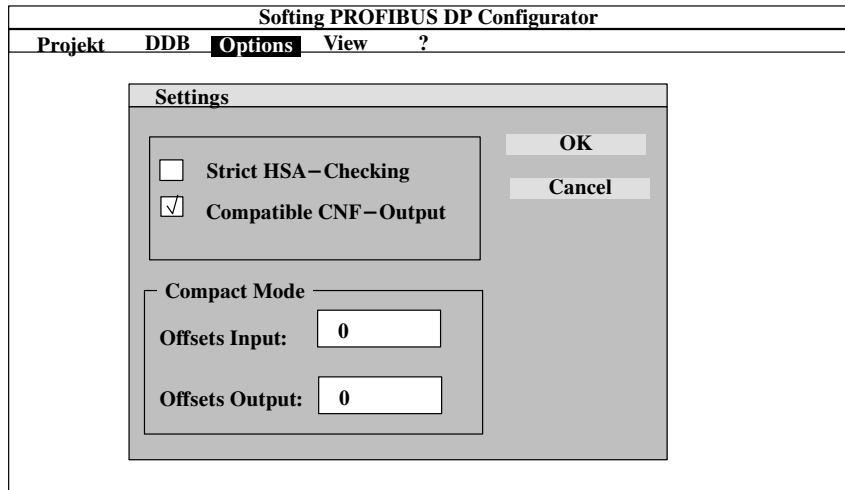 Softing PROFIBUS DP Configurator
Projekt DDB Options View ?
Settings
Strict HSA−Checking
Compatible CNF−Output
OK
Cancel
Compact Mode
Offsets Input: 0
Offsets Output: 0